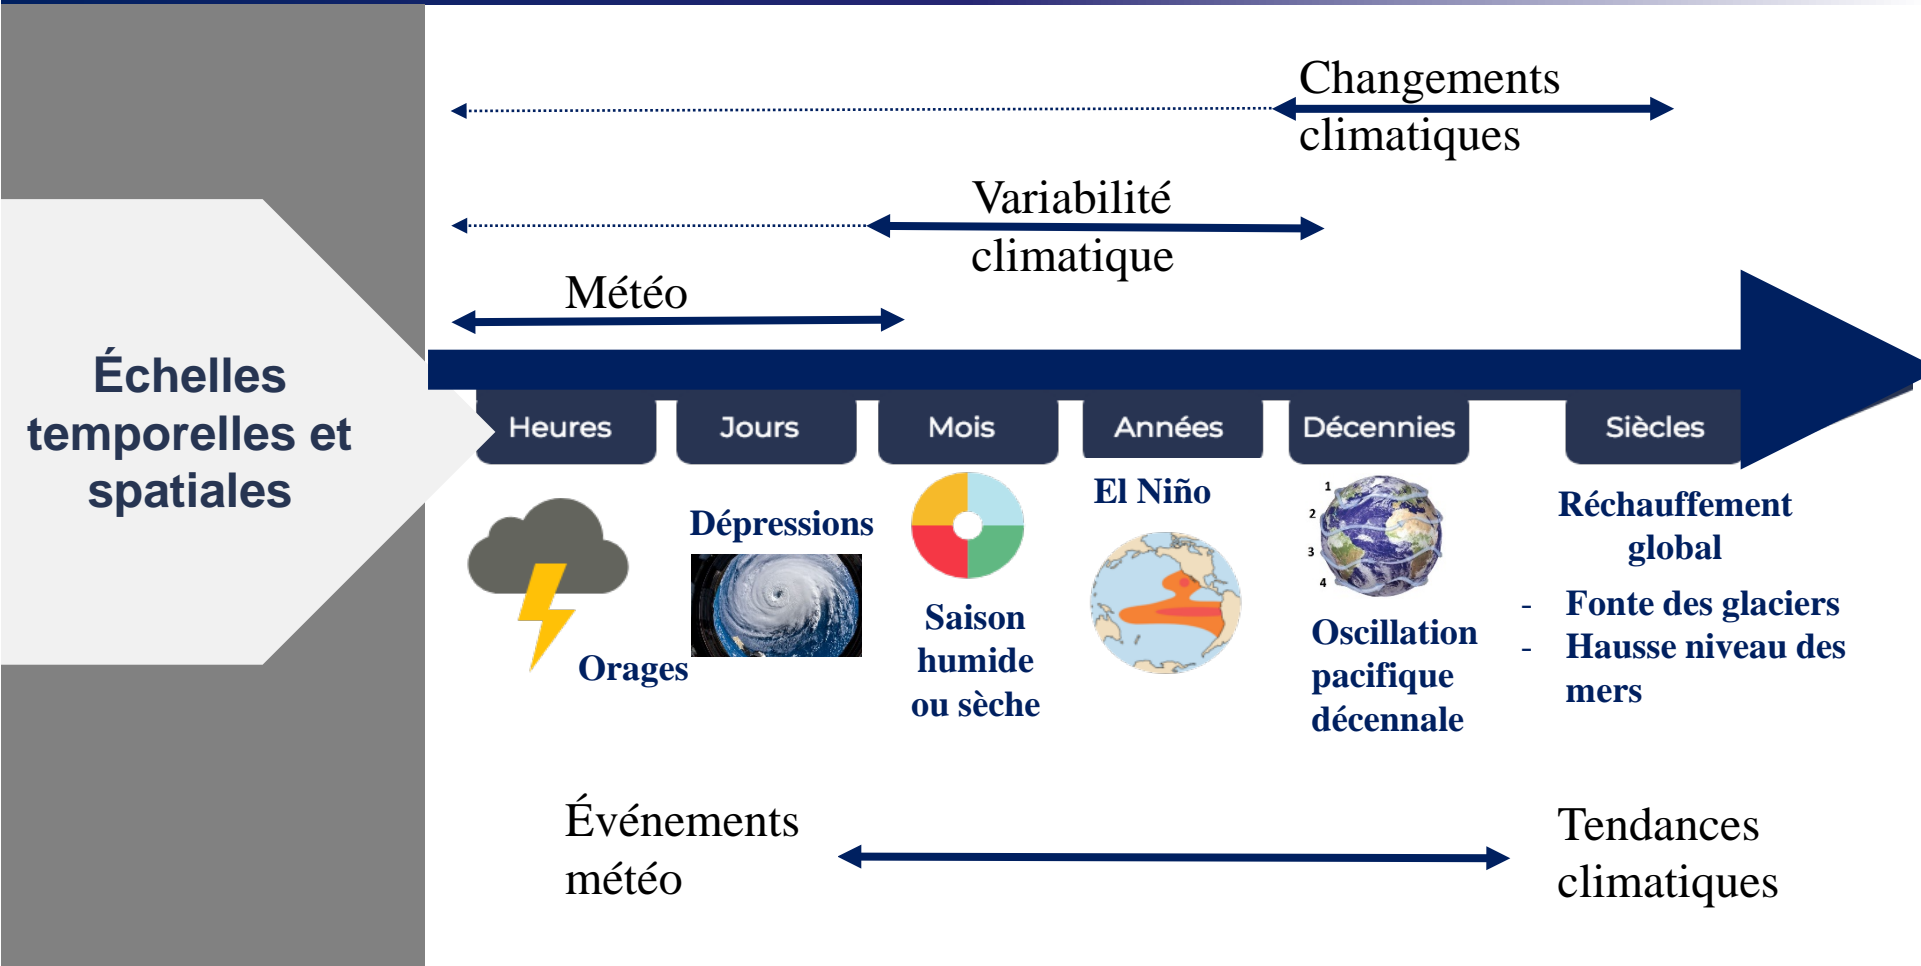 Changements
climatiques
Variabilité
climatique
Météo
Échelles
temporelles et
spatiales
Heures
Jours
Mois
Années
Décennies
Siècles
Orages
Dépressions
Saison
humide
ou sèche
El Niño
1
2
3
4
Oscillation
pacifique
décennale
Réchauffement
global
- Fonte des glaciers
- Hausse niveau des
mers
Événements
météo
Tendances
climatiques